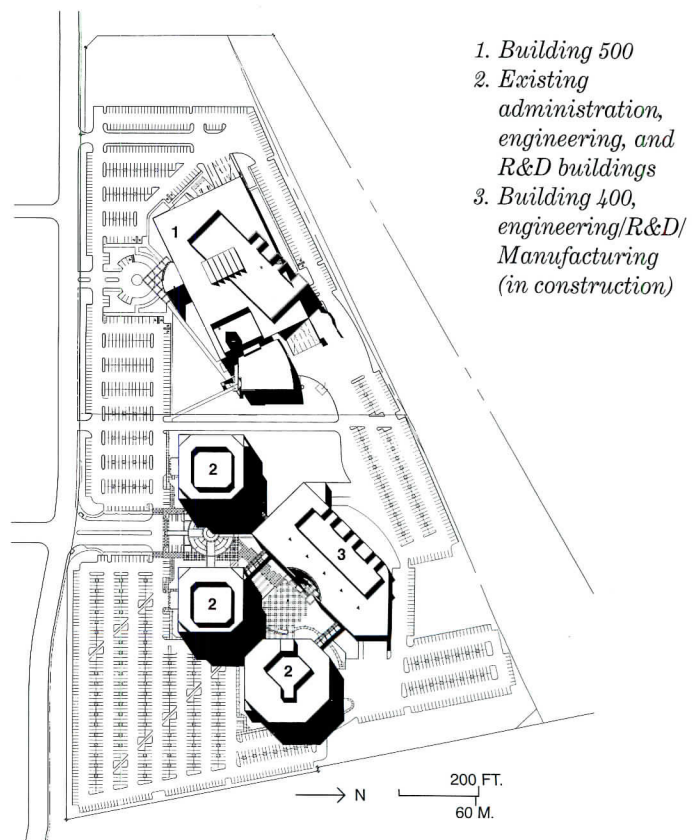 1. Building 500
2. Existing
administration,
engineering, and
R&D buildings
3. Building 400,
engineering/R&D/
Manufacturing
(in construction)
1
2
3
2
2
N
200 FT.
60 M.